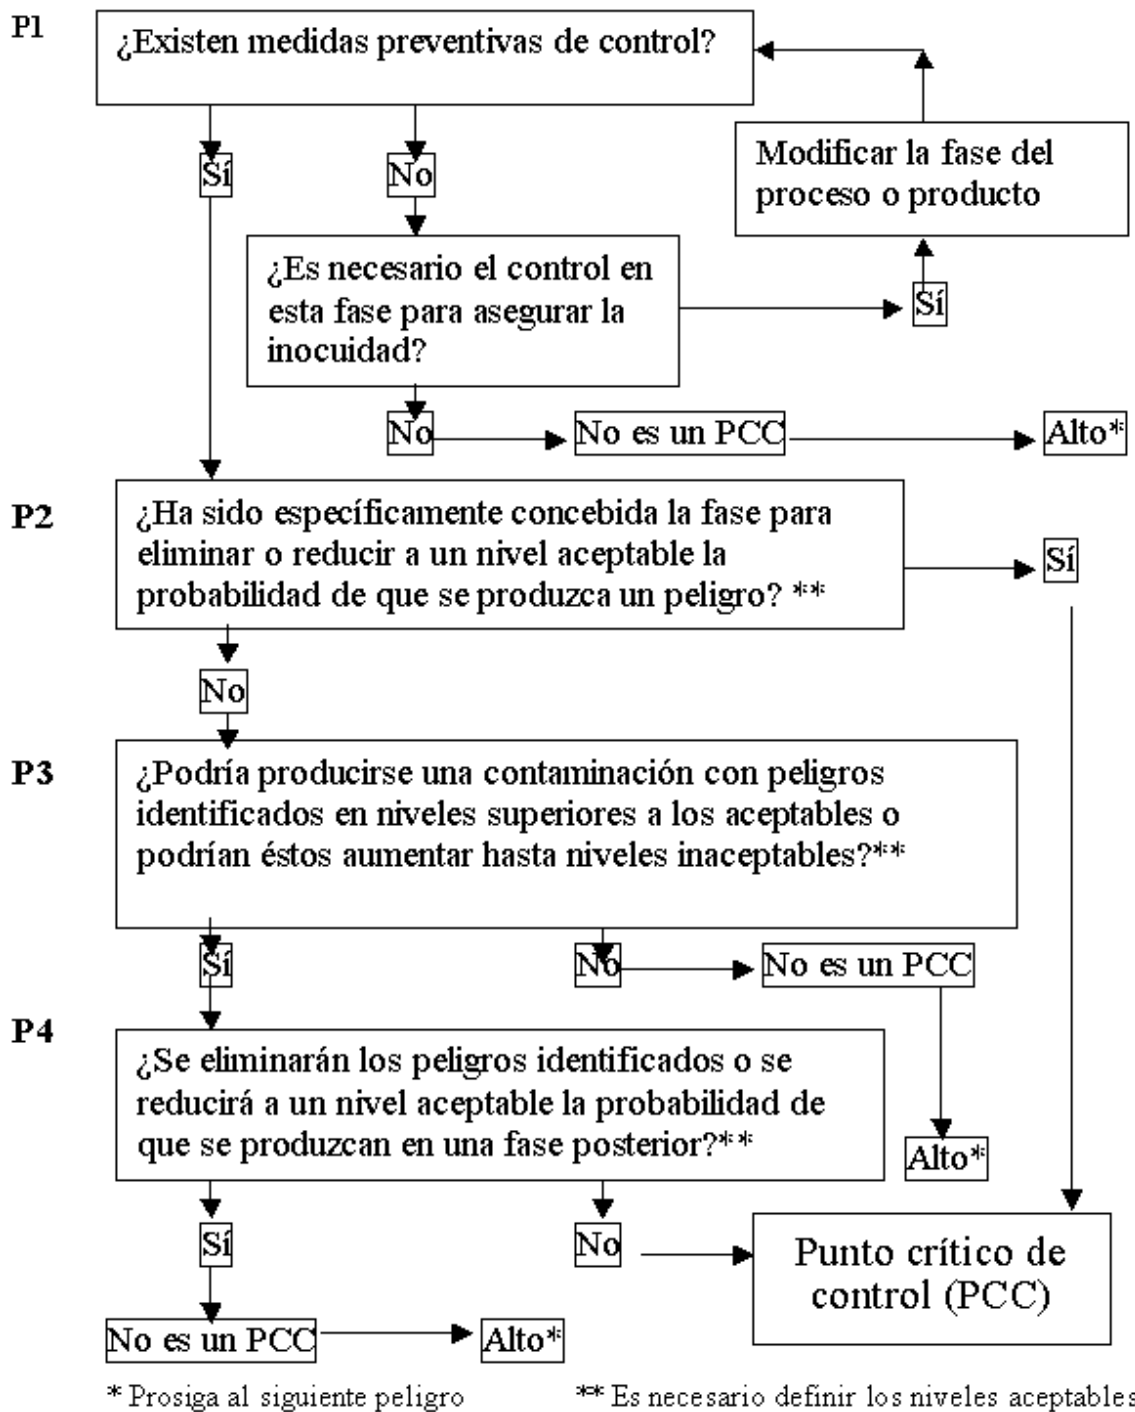 P1
¿Existen medidas preventivas de control?
Sí
No
Modificar la fase del
proceso o producto
¿Es necesario el control en
esta fase para asegurar la
inocuidad?
Sí
No
No es un PCC
Alto*
P2
¿Ha sido específicamente concebida la fase para
eliminar o reducir a un nivel aceptable la
probabilidad de que se produzca un peligro? **
Sí
No
P3
¿Podría producirse una contaminación con peligros
identificados en niveles superiores a los aceptables o
podrían éstos aumentar hasta niveles inaceptables?**
Sí
No
No es un PCC
Alto*
P4
¿Se eliminarán los peligros identificados o se
reducirá a un nivel aceptable la probabilidad de
que se produzcan en una fase posterior?**
Sí
No
Punto crítico de
control (PCC)
No es un PCC
Alto*
* Prosiga al siguiente peligro
** Es necesario definir los niveles aceptables